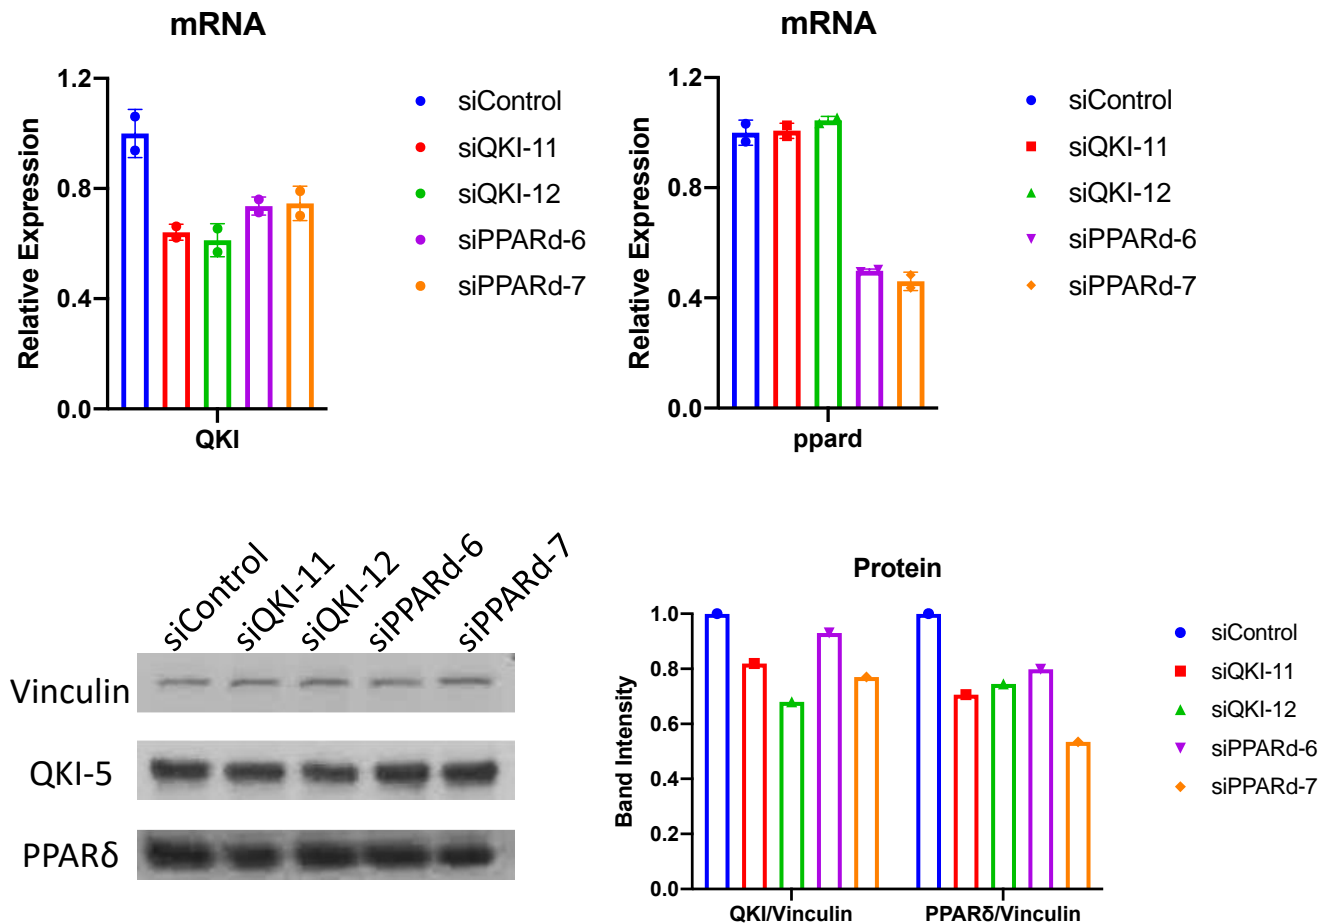 mRNA
1.2
0.8
0.4
0.0
Relative Expression
QKI
siControl
siQKI-11
siQKI-12
siPPARd-6
siPPARd-7
mRNA
1.2
0.8
0.4
0.0
Relative Expression
ppard
siControl
siQKI-11
siQKI-12
siPPARd-6
siPPARd-7
siControl
siQKI-11
siQKI-12
siPPARd-6
siPPARd-7
Vinculin
QKI-5
PPARδ
Protein
1.0
0.8
0.6
0.4
0.2
0.0
Band Intensity
QKI/Vinculin
PPARδ/Vinculin
siControl
siQKI-11
siQKI-12
siPPARd-6
siPPARd-7